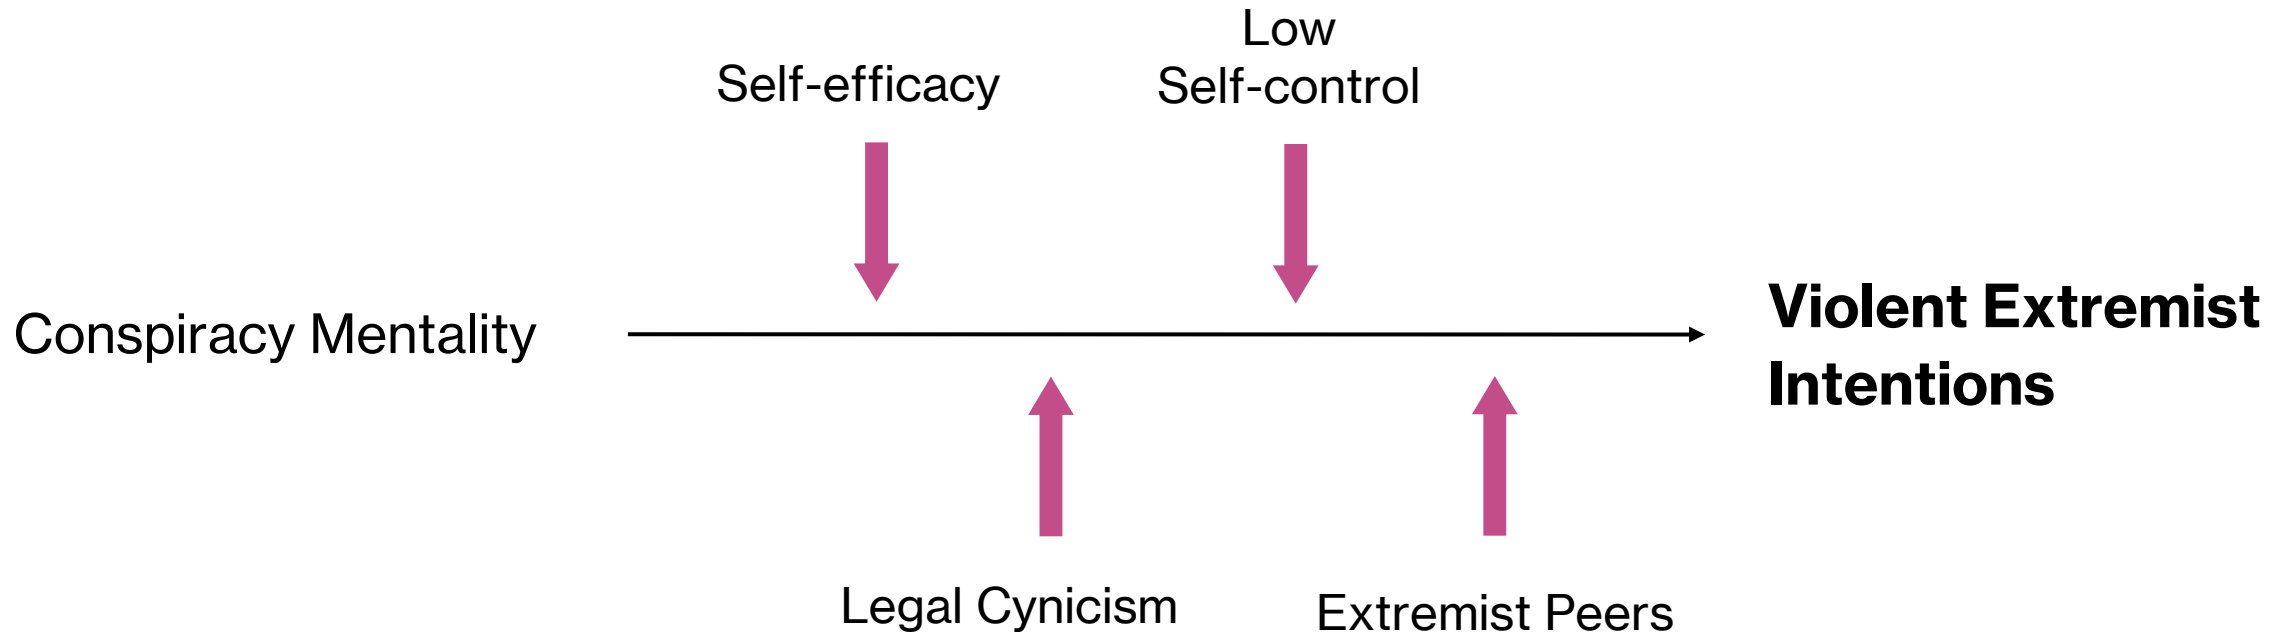 Low
Self-efficacy
Self-control
Conspiracy Mentality
Violent Extremist
Intentions
Legal Cynicism
Extremist Peers